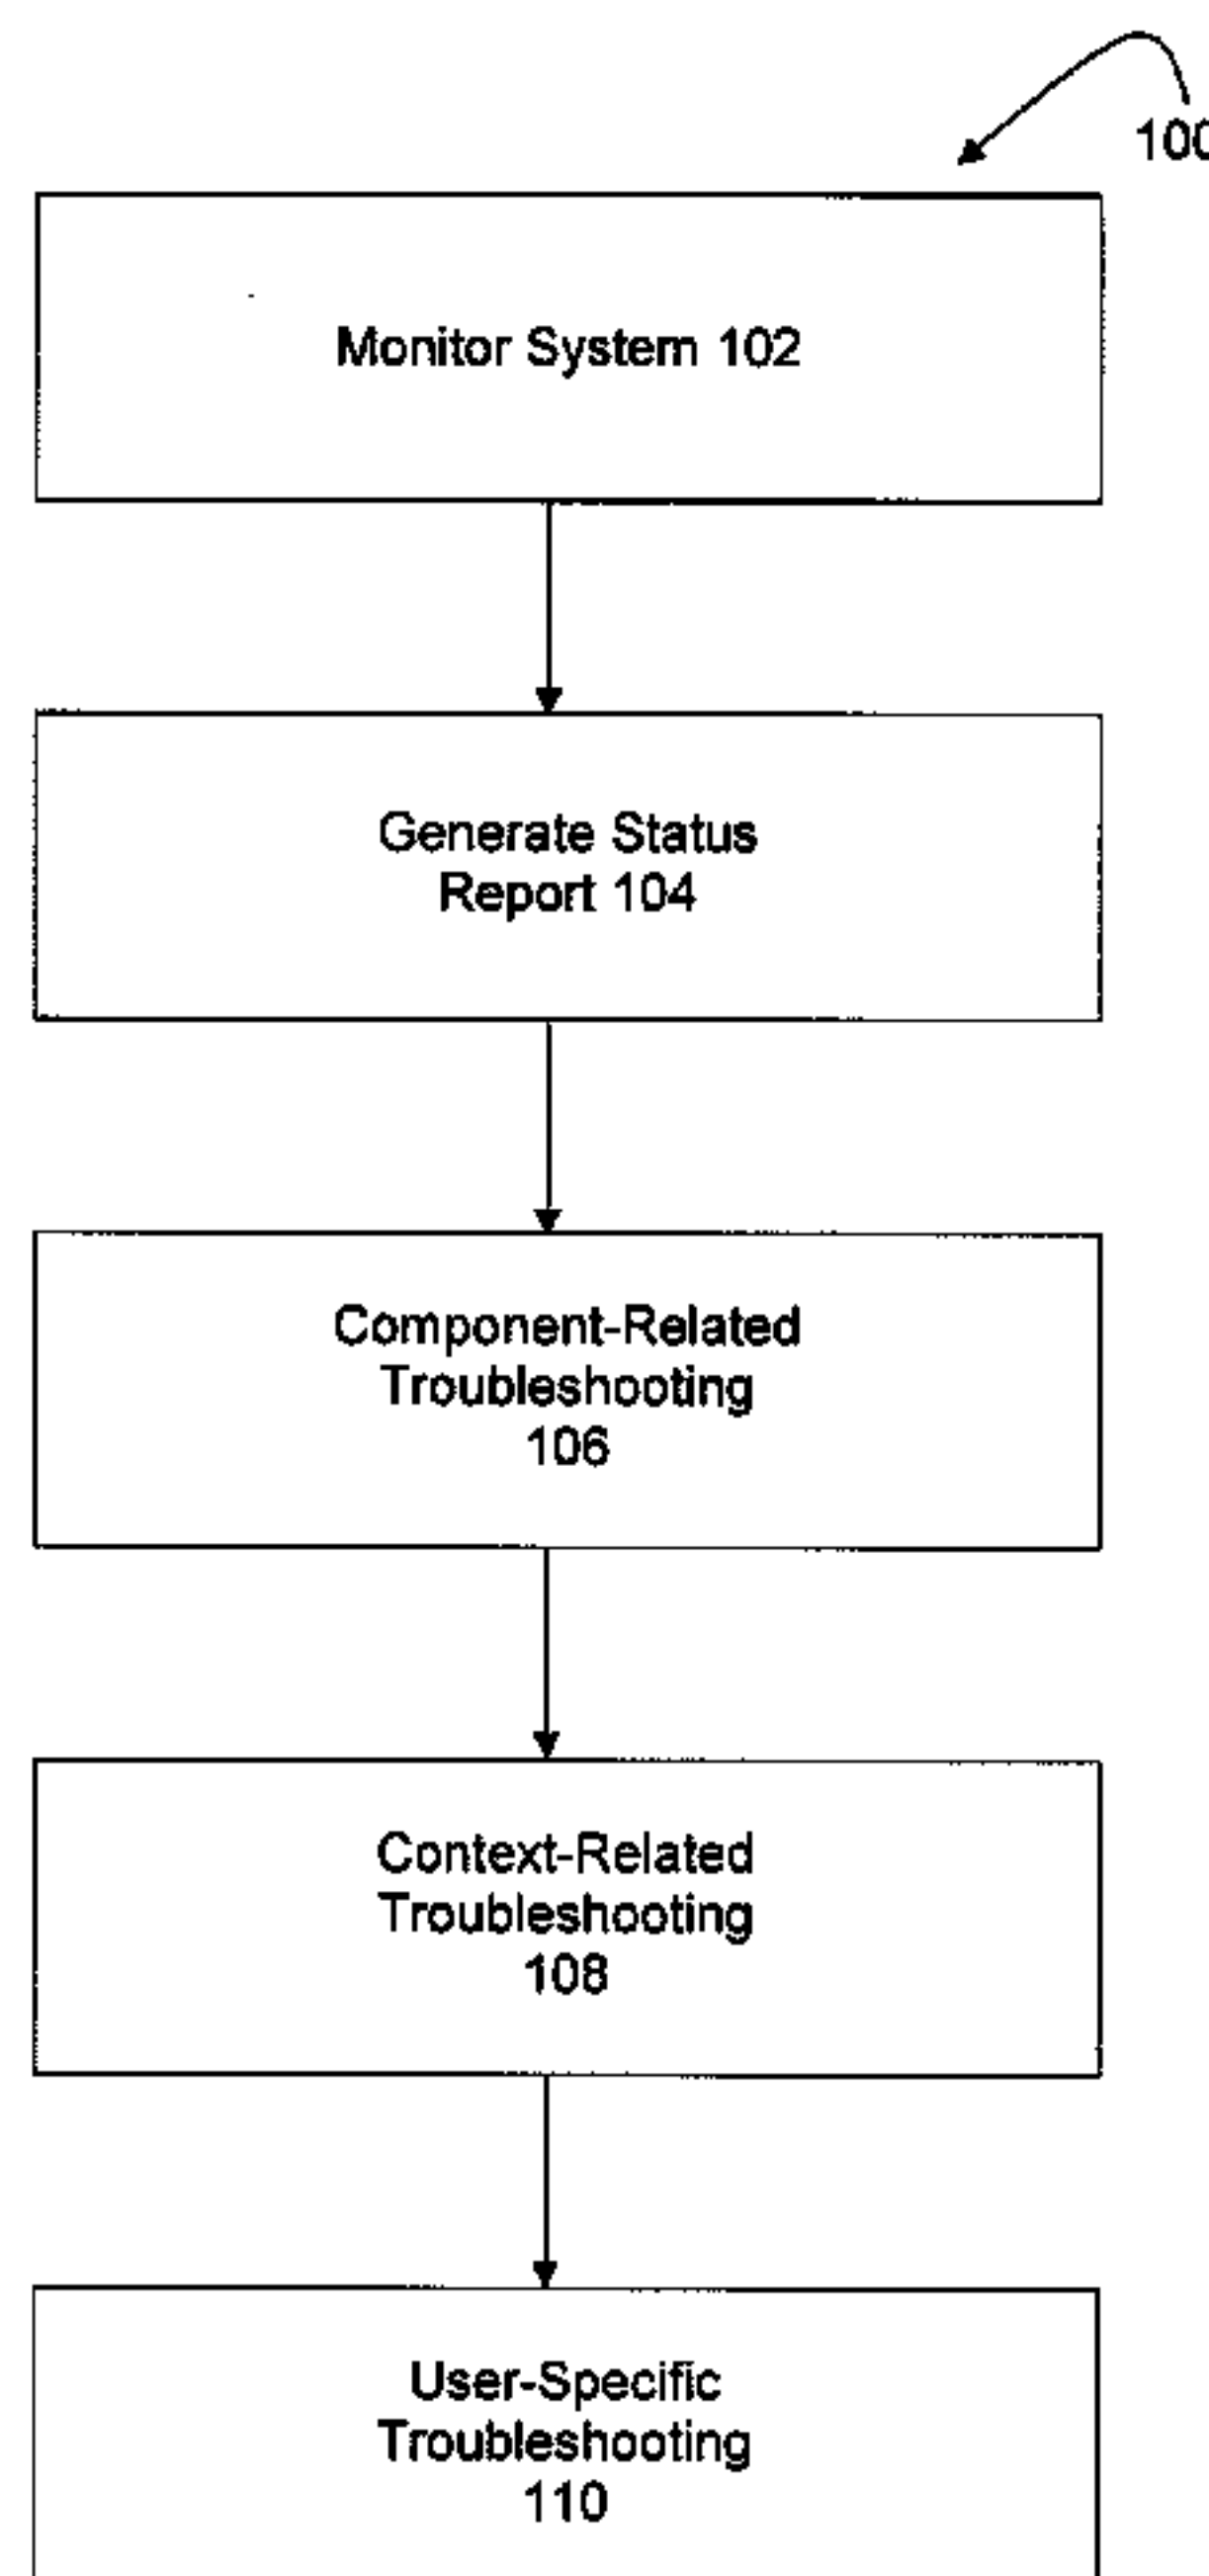 100
Monitor System 102
Generate Status
Report 104
Component-Related
Troubleshooting
106
Context-Related
Troubleshooting
108
User-Specific
Troubleshooting
110